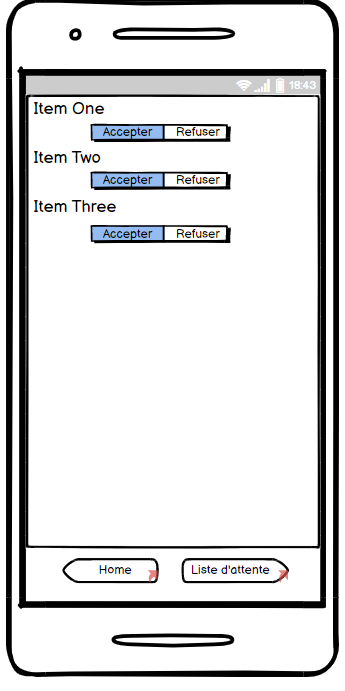 18:43
Item One
Accepter Refuser
Item Two
Accepter Refuser
Item Three
Accepter Refuser
Home Liste d'attente